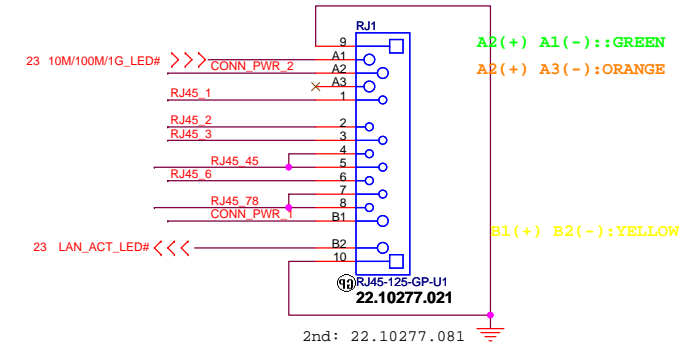 RJ1
9
A2(+) A1(-)::GREEN
23 10M/100M/1G_LED#
A1
CONN_PWR_2
A2
A2(+) A3(-):ORANGE
A3
RJ45_1
1
RJ45_2
2
RJ45_3
3
4
RJ45_45
5
RJ45_6
6
7
RJ45_78
8
CONN_PWR_1
B1
B1(+) B2(-):YELLOW
23 LAN_ACT_LED#
B2
10
RJ45-125-GP-U1
22.10277.021
2nd: 22.10277.081